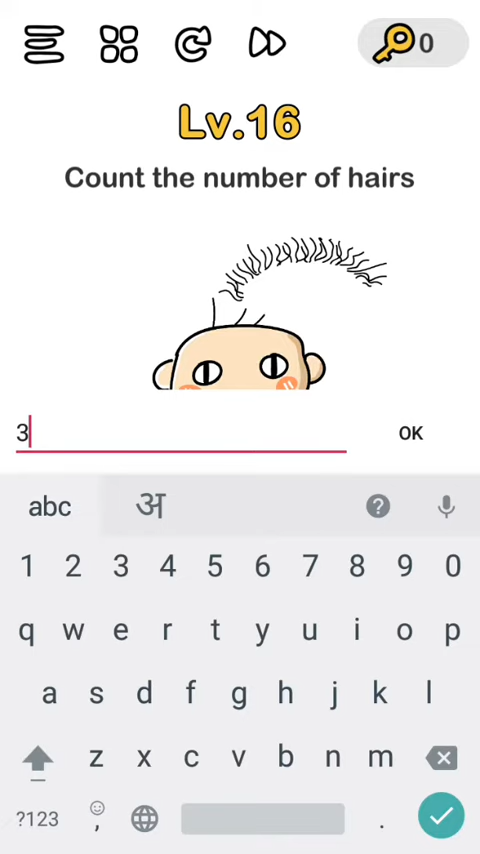 0
Lv.16
Count the number of hairs
3
OK
abc अ ?
1 2 3 4 5 6 7 8 9 0
q w e r t y u i o p
a s d f g h j k l
z x c v b n m
?123 , .